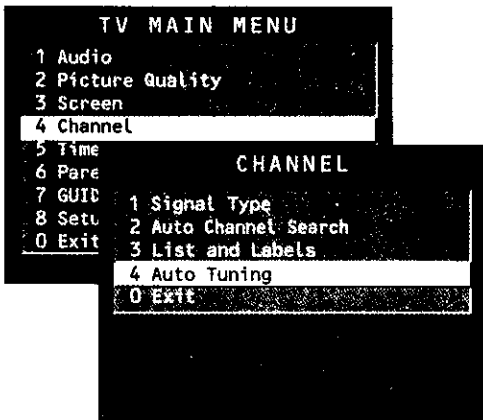 TV MAIN MENU
1 Audio
2 Picture Quality
3 Screen
4 Channel
5 Time
6 Pare
7 GUID
8 Setu
0 Exit
CHANNEL
1 Signal Type
2 Auto Channel Search
3 List and Labels
4 Auto Tuning
0 Exit